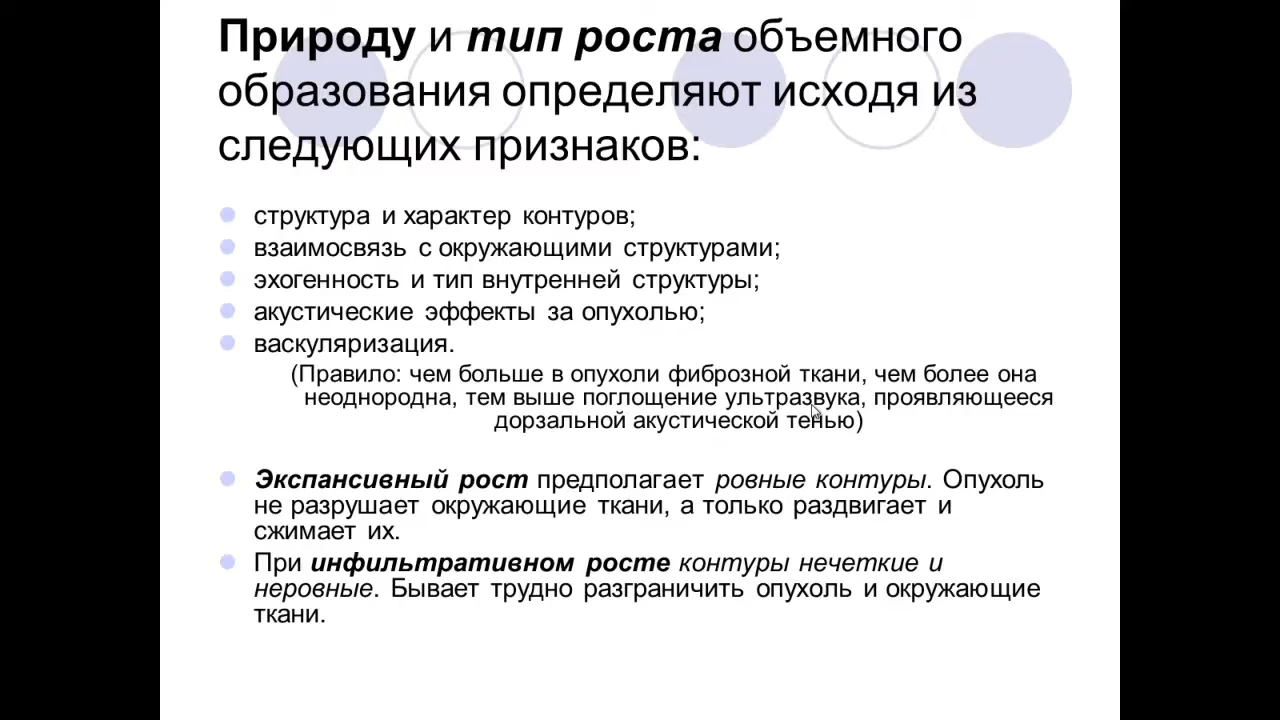 Природу и тип роста объемного
образования определяют исходя из
следующих признаков:
структура и характер контуров;
взаимосвязь с окружающими структурами;
эхогенность и тип внутренней структуры;
акустические эффекты за опухолью;
васкуляризация.
(Правило: чем больше в опухоли фиброзной ткани, чем более она
неоднородна, тем выше поглощение ультразвука, проявляющееся
дорзальной акустической тенью)
Экспансивный рост предполагает ровные контуры. Опухоль
не разрушает окружающие ткани, а только раздвигает и
сжимает их.
При инфильтративном росте контуры нечеткие и
неровные. Бывает трудно разграничить опухоль и окружающие
ткани.